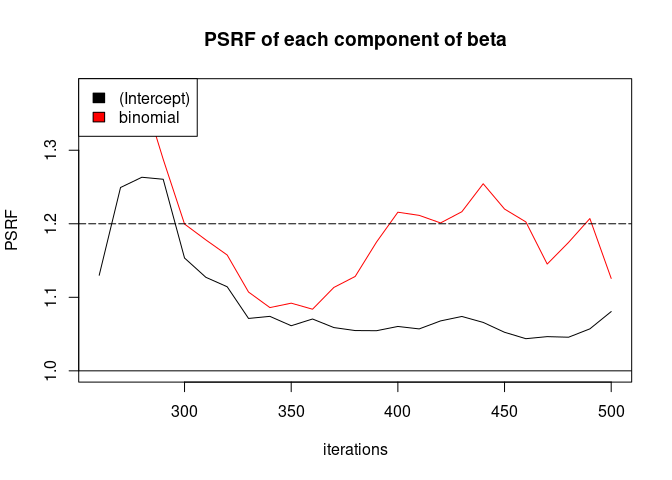 PSRF of each component of beta
(Intercept)
binomial
PSRF
1.3
1.2
1.1
1.0
300 350 400 450 500
iterations